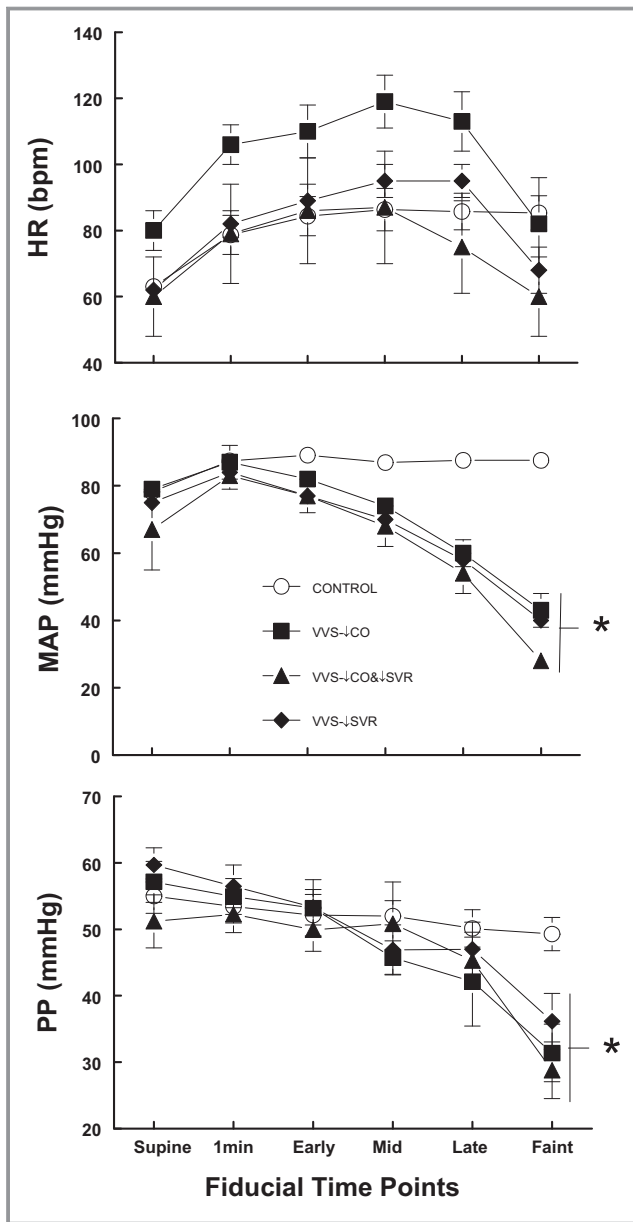 140
120
100
80
60
40
HR (bpm)
100
80
60
40
20
0
MAP (mmHg)
CONTROL
VVS-↓CO
VVS-↓CO&↓SVR
VVS-↓SVR
*
70
60
50
40
30
20
PP (mmHg)
*
Supine 1min Early Mid Late Faint
Fiducial Time Points